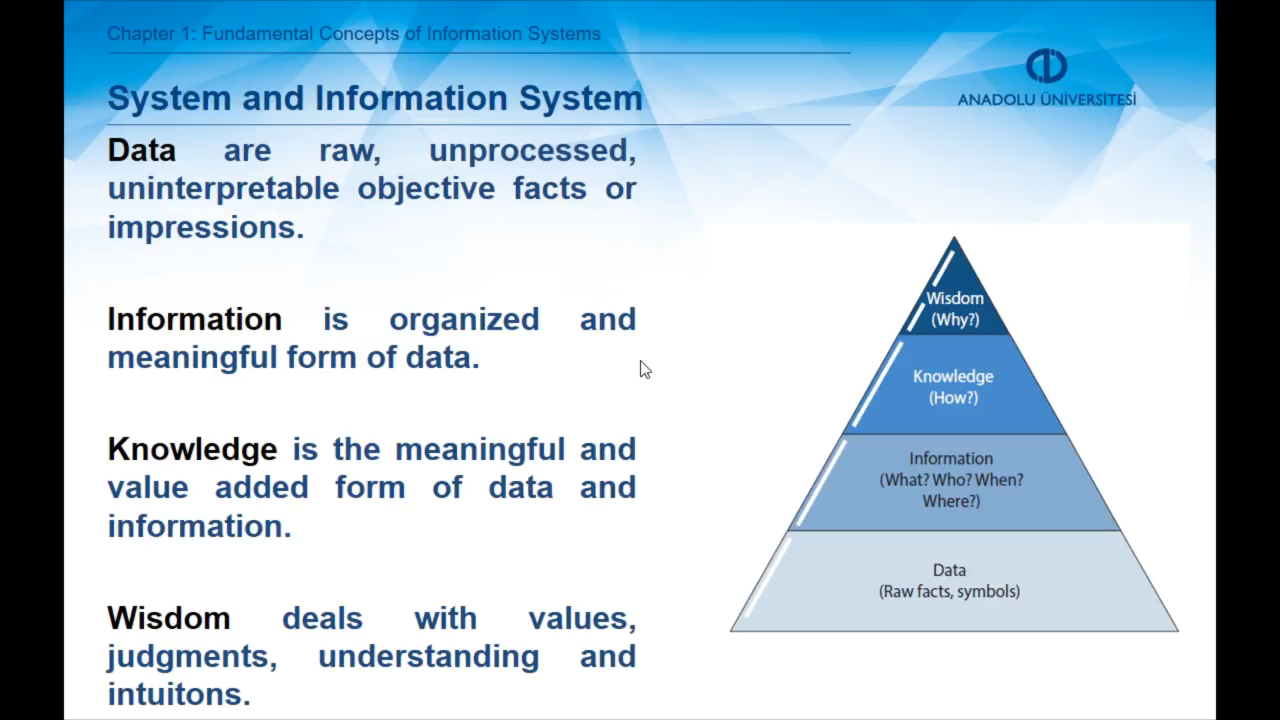 Chapter 1: Fundamental Concepts of Information Systems
ANADOLU ÜNİVERSİTESİ
System and Information System
Data are raw, unprocessed,
uninterpretable objective facts or
impressions.
Information is organized and
meaningful form of data.
Knowledge is the meaningful and
value added form of data and
information.
Wisdom deals with values,
judgments, understanding and
intuitons.
Wisdom
(Why?)
Knowledge
(How?)
Information
(What? Who? When?
Where?)
Data
(Raw facts, symbols)